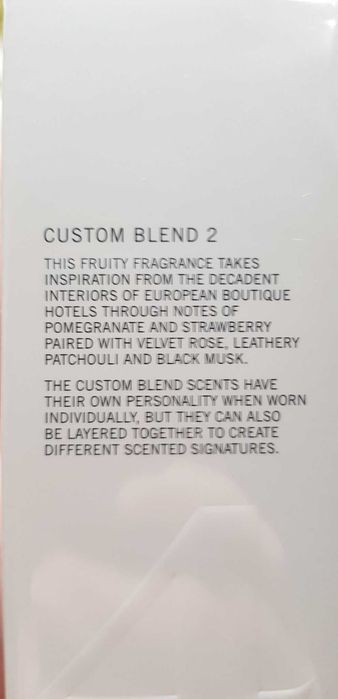 CUSTOM BLEND 2
THIS FRUITY FRAGRANCE TAKES
INSPIRATION FROM THE DECADENT
INTERIORS OF EUROPEAN BOUTIQUE
HOTELS THROUGH NOTES OF
POMEGRANATE AND STRAWBERRY
PAIRED WITH VELVET ROSE, LEATHERY
PATCHOULI AND BLACK MUSK.
THE CUSTOM BLEND SCENTS HAVE
THEIR OWN PERSONALITY WHEN WORN
INDIVIDUALLY, BUT THEY CAN ALSO
BE LAYERED TOGETHER TO CREATE
DIFFERENT SCENTED SIGNATURES.